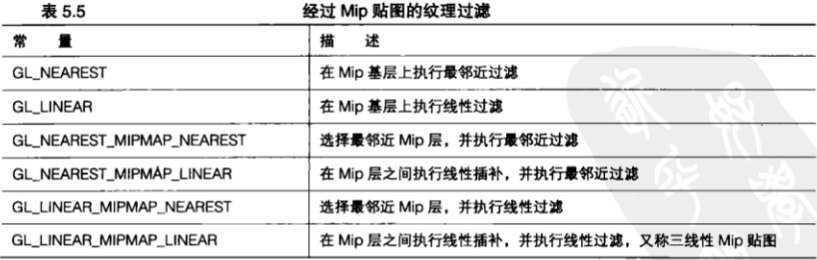 表 5.5 经过 Mip 贴图的纹理过滤
常 量 描 述
GL_NEAREST 在 Mip 基层上执行最邻近过滤
GL_LINEAR 在 Mip 基层上执行线性过滤
GL_NEAREST_MIPMAP_NEAREST 选择最邻近 Mip 层，并执行最邻近过滤
GL_NEAREST_MIPMAP_LINEAR 在 Mip 层之间执行线性插补，并执行最邻近过滤
GL_LINEAR_MIPMAP_NEAREST 选择最邻近 Mip 层，并执行线性过滤
GL_LINEAR_MIPMAP_LINEAR 在 Mip 层之间执行线性插补，并执行线性过滤，又称三线性 Mip 贴图